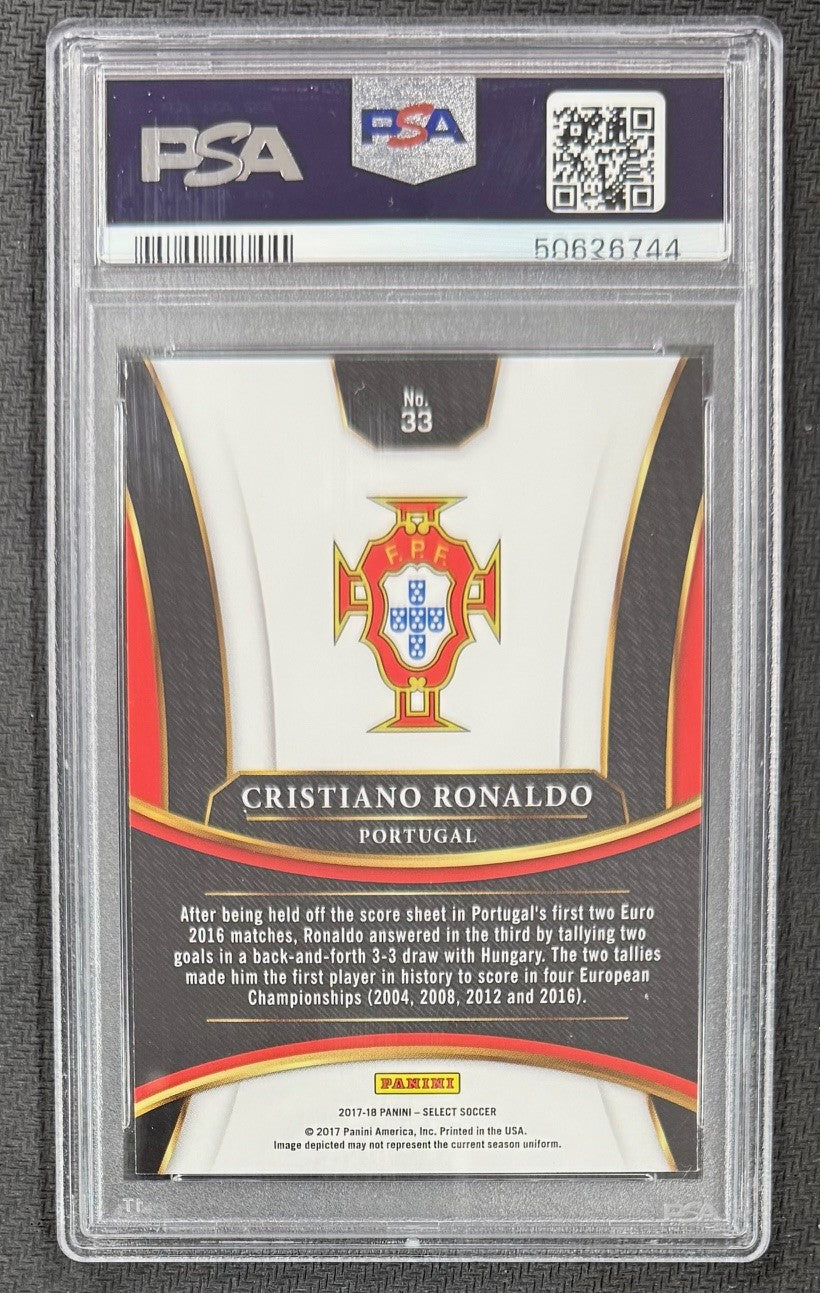 PSA
PSA
50626744
No.
33
F.P.F.
CRISTIANO RONALDO
PORTUGAL
After being held off the score sheet in Portugal's first two Euro
2016 matches, Ronaldo answered in the third by tallying two
goals in a back-and-forth 3-3 draw with Hungary. The two tallies
made him the first player in history to score in four European
Championships (2004, 2008, 2012 and 2016).
PANINI
2017-18 PANINI – SELECT SOCCER
© 2017 Panini America, Inc. Printed in the USA.
Image depicted may not represent the current season uniform.
PSA